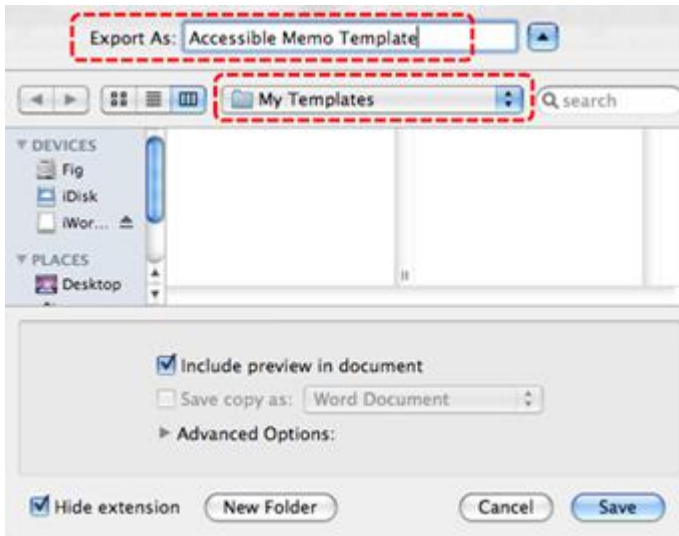 Export As: Accessible Memo Template
My Templates
search
DEVICES
Fig
iDisk
iWor...
PLACES
Desktop
Include preview in document
Save copy as: Word Document
Advanced Options:
Hide extension New Folder Cancel Save